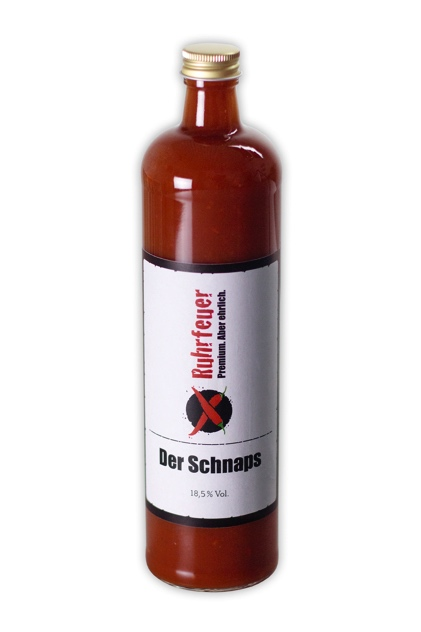 Ruhrfeuer
Premium. Aber ehrlich.
Der Schnaps
18,5 % Vol.